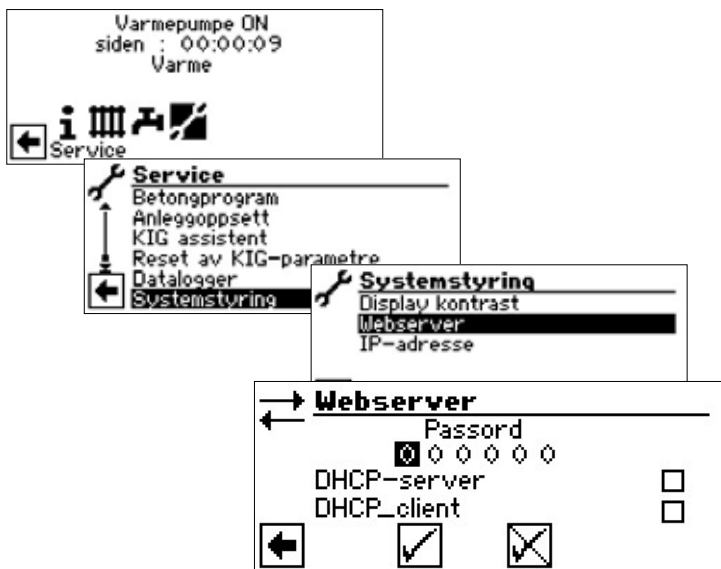 Varmepumpe ON
siden : 00:00:09
Varme
Service
Service
Betongprogram
Anleggoppsett
KIG assistent
Reset av KIG-parametre
Datalogger
Systemstyring
Systemstyring
Display kontrast
Webserver
IP-adresse
Webserver
Passord
0 0 0 0 0 0
DHCP-server
DHCP_client